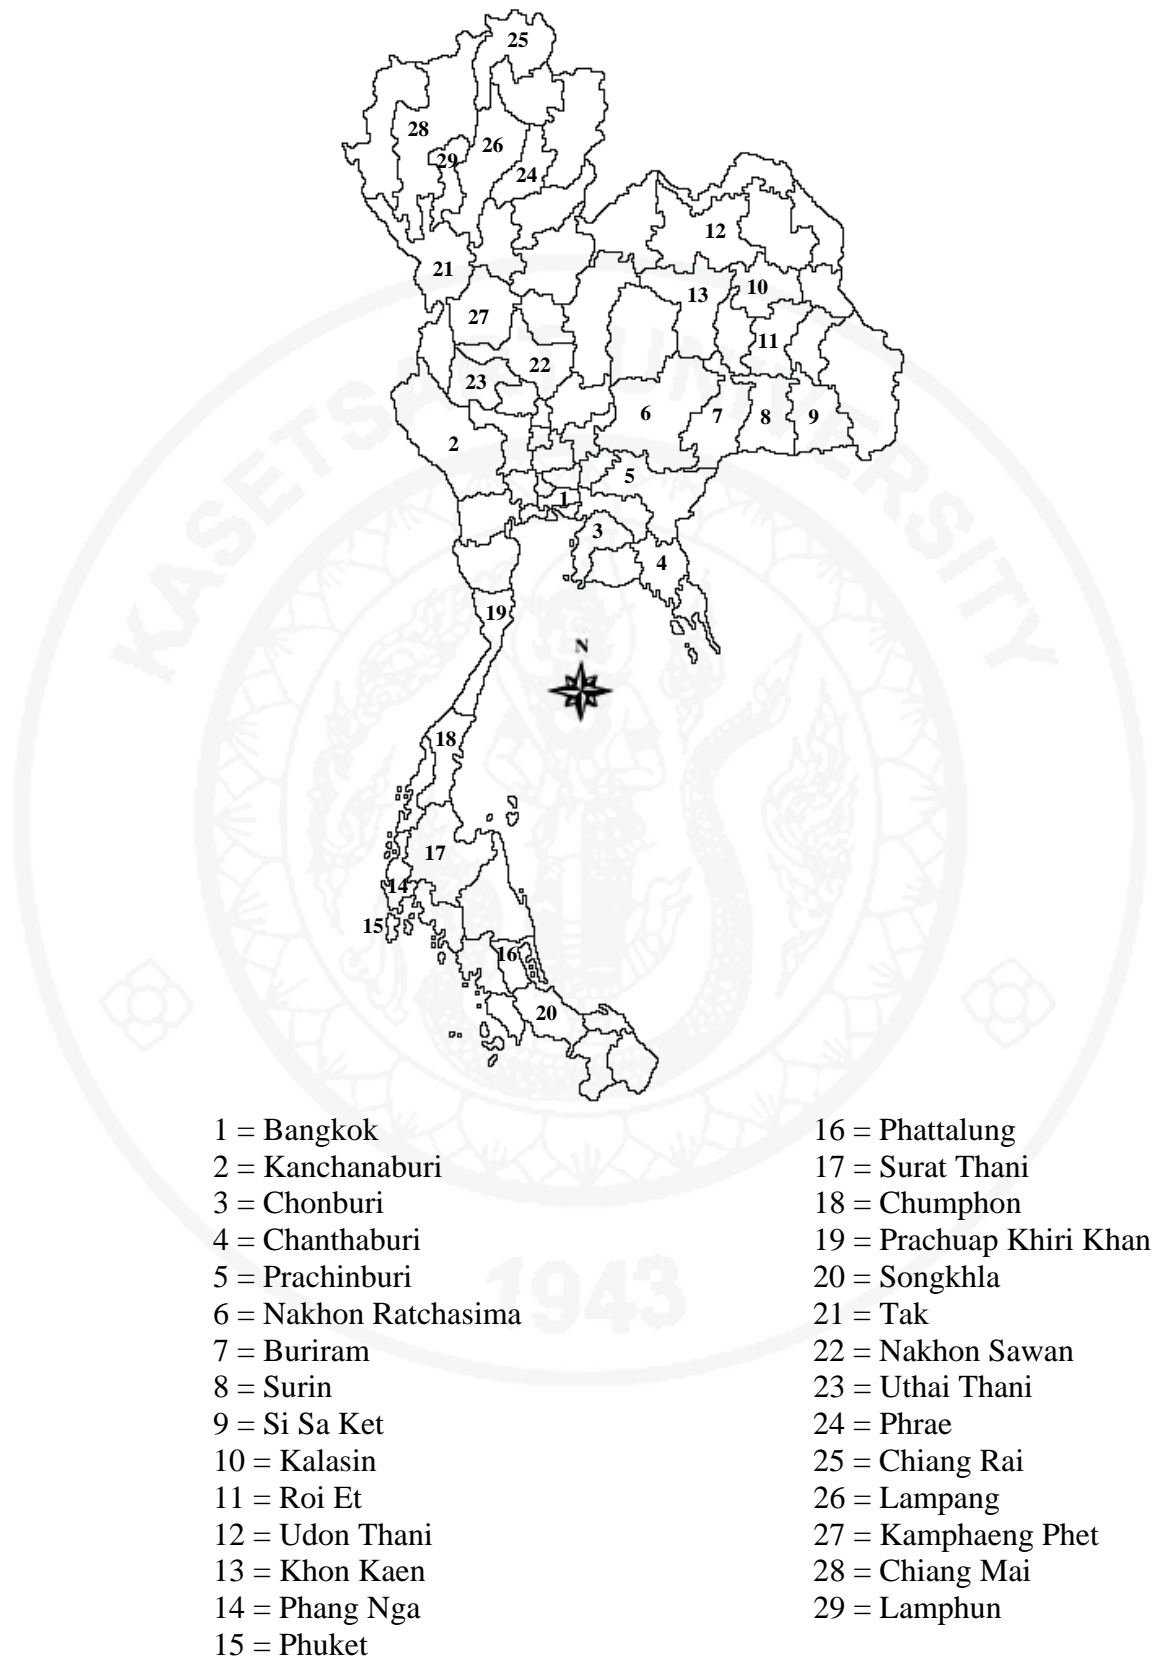 25
28
26
29
24
12
21
13
10
27
11
22
23
6
7
8
9
2
5
1
3
4
19
N
18
17
14
15
16
20
KASETSART UNIVERSITY
1943
1 = Bangkok
2 = Kanchanaburi
3 = Chonburi
4 = Chanthaburi
5 = Prachinburi
6 = Nakhon Ratchasima
7 = Buriram
8 = Surin
9 = Si Sa Ket
10 = Kalasin
11 = Roi Et
12 = Udon Thani
13 = Khon Kaen
14 = Phang Nga
15 = Phuket
16 = Phattalung
17 = Surat Thani
18 = Chumphon
19 = Prachuap Khiri Khan
20 = Songkhla
21 = Tak
22 = Nakhon Sawan
23 = Uthai Thani
24 = Phrae
25 = Chiang Rai
26 = Lampang
27 = Kamphaeng Phet
28 = Chiang Mai
29 = Lamphun